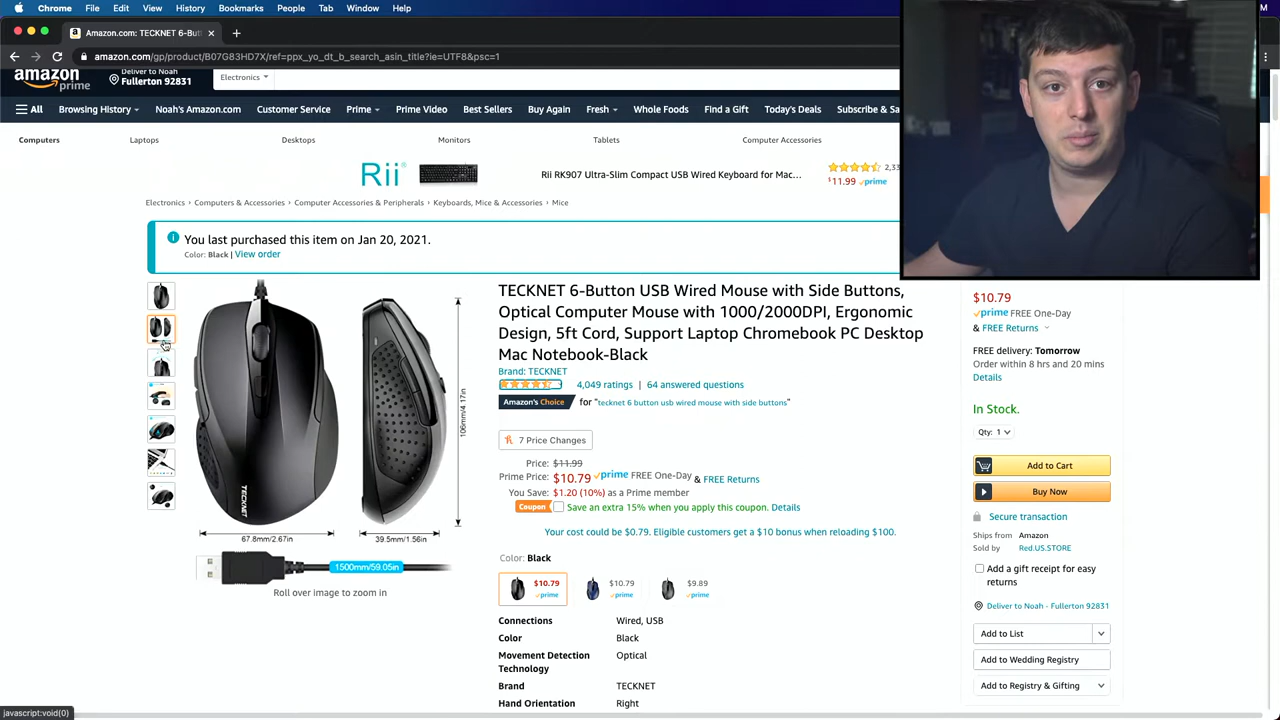 Chrome File Edit View History Bookmarks People Tab Window Help
Amazon.com: TECKNET 6-Butt
amazon.com/gp/product/B07G83HD7X/ref=ppx_yo_dt_b_search_asin_title?ie=UTF8&psc=1
amazon prime
Deliver to Noah
Fullerton 92831
Electronics
All Browsing History Noah's Amazon.com Customer Service Prime Prime Video Best Sellers Buy Again Fresh Whole Foods Find a Gift Today's Deals Subscribe & Sa
Computers Laptops Desktops Monitors Tablets Computer Accessories
Rii® Rii RK907 Ultra-Slim Compact USB Wired Keyboard for Mac... 2,33
$11.99 prime
Electronics › Computers & Accessories › Computer Accessories & Peripherals › Keyboards, Mice & Accessories › Mice
You last purchased this item on Jan 20, 2021.
Color: Black | View order
TECKNET 6-Button USB Wired Mouse with Side Buttons,
Optical Computer Mouse with 1000/2000DPI, Ergonomic
Design, 5ft Cord, Support Laptop Chromebook PC Desktop
Mac Notebook-Black
Brand: TECKNET
4,049 ratings | 64 answered questions
Amazon's Choice for "tecknet 6 button usb wired mouse with side buttons"
7 Price Changes
Price: $11.99
Prime Price: $10.79 prime FREE One-Day & FREE Returns
You Save: $1.20 (10%) as a Prime member
Coupon Save an extra 15% when you apply this coupon. Details
Your cost could be $0.79. Eligible customers get a $10 bonus when reloading $100.
Color: Black
$10.79 prime
$10.79 prime
$9.89 prime
Connections Wired, USB
Color Black
Movement Detection Technology Optical
Brand TECKNET
Hand Orientation Right
TECKNET
106mm/4.17in
67.8mm/2.67in
39.5mm/1.56in
1500mm/59.05in
Roll over image to zoom in
$10.79
prime FREE One-Day
& FREE Returns
FREE delivery: Tomorrow
Order within 8 hrs and 20 mins
Details
In Stock.
Qty: 1
Add to Cart
Buy Now
Secure transaction
Ships from Amazon
Sold by Red.US.STORE
Add a gift receipt for easy
returns
Deliver to Noah - Fullerton 92831
Add to List
Add to Wedding Registry
Add to Registry & Gifting
javascript:void(0)